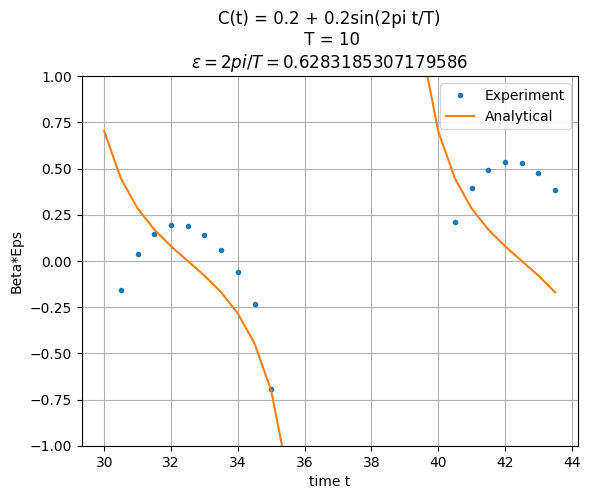 C(t) = 0.2 + 0.2sin(2pi t/T)
T = 10
ε = 2pi/T = 0.6283185307179586
Experiment
Analytical
Beta*Eps
1.00
0.75
0.50
0.25
0.00
−0.25
−0.50
−0.75
−1.00
30 32 34 36 38 40 42 44
time t